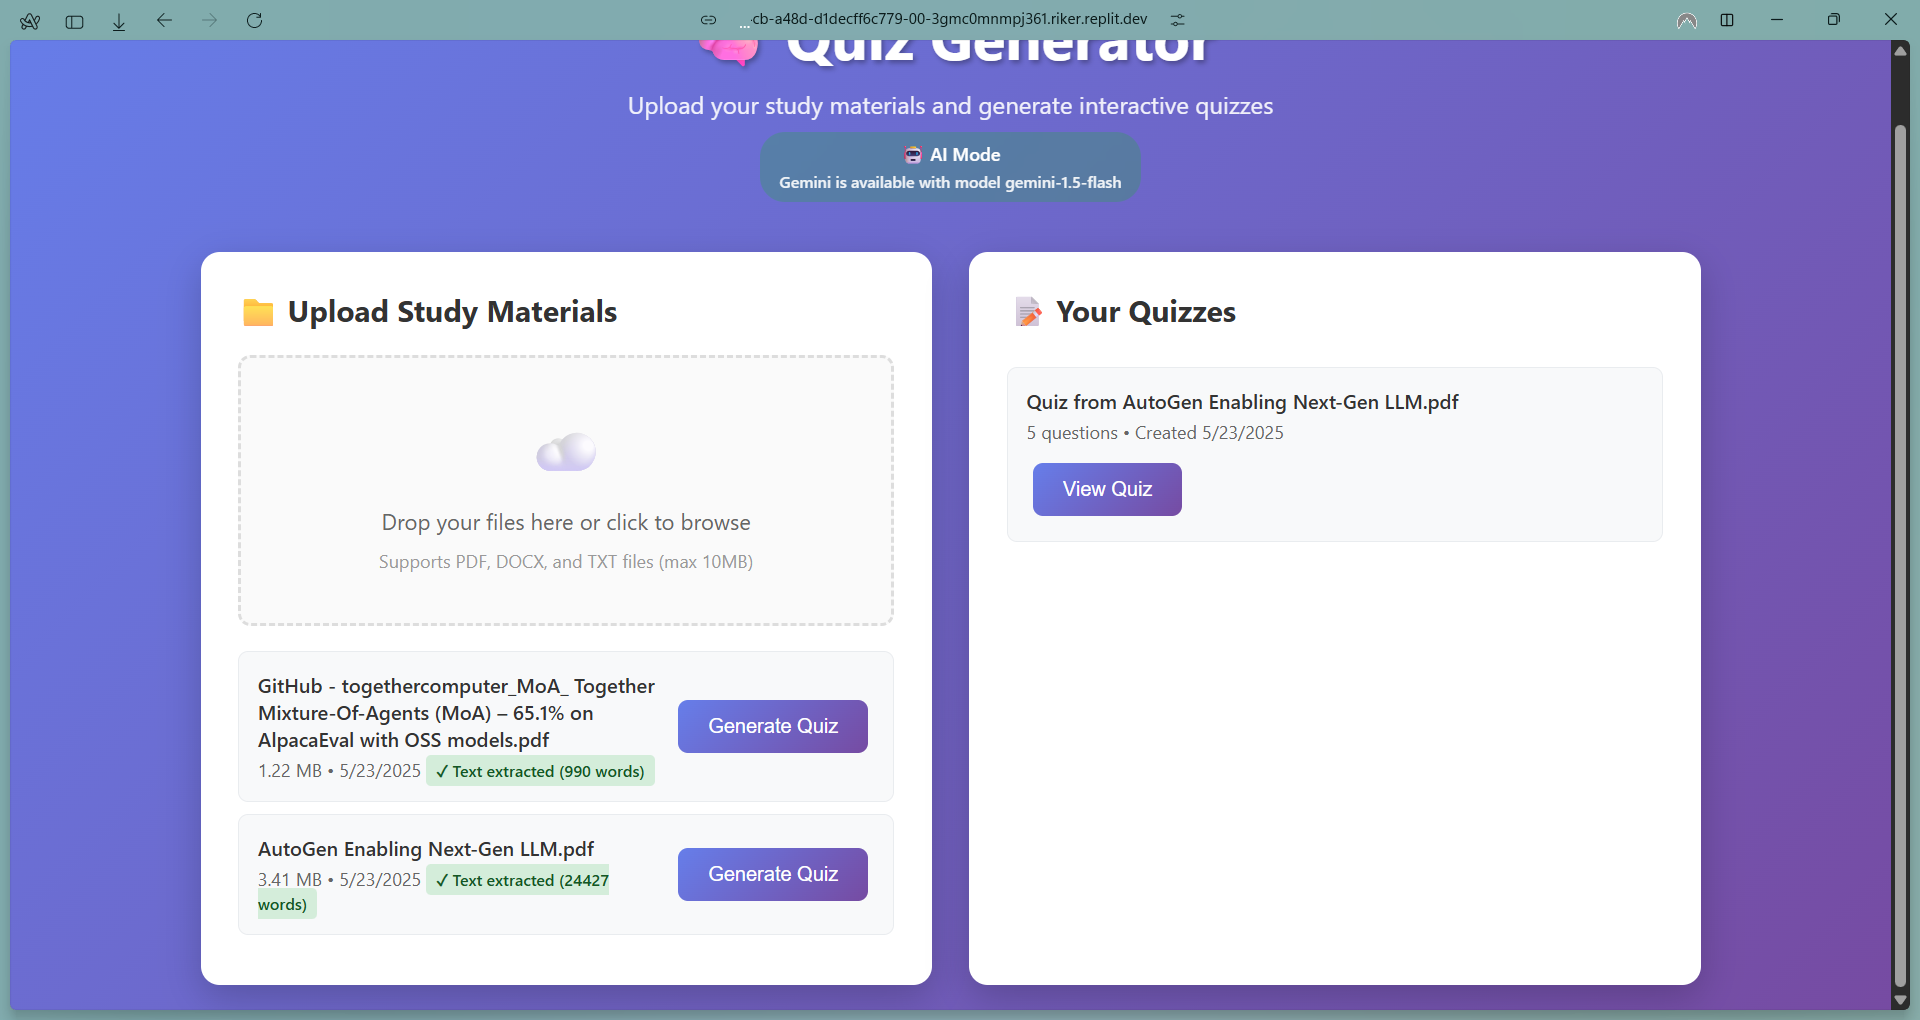 ...cb-a48d-d1decff6c779-00-3gmc0mnmpj361.riker.replit.dev
Quiz Generator
Upload your study materials and generate interactive quizzes
AI Mode
Gemini is available with model gemini-1.5-flash
Upload Study Materials
Drop your files here or click to browse
Supports PDF, DOCX, and TXT files (max 10MB)
GitHub - togethercomputer_MoA_ Together
Mixture-Of-Agents (MoA) – 65.1% on
AlpacaEval with OSS models.pdf
1.22 MB • 5/23/2025 ✓ Text extracted (990 words)
Generate Quiz
AutoGen Enabling Next-Gen LLM.pdf
3.41 MB • 5/23/2025 ✓ Text extracted (24427
words)
Generate Quiz
Your Quizzes
Quiz from AutoGen Enabling Next-Gen LLM.pdf
5 questions • Created 5/23/2025
View Quiz